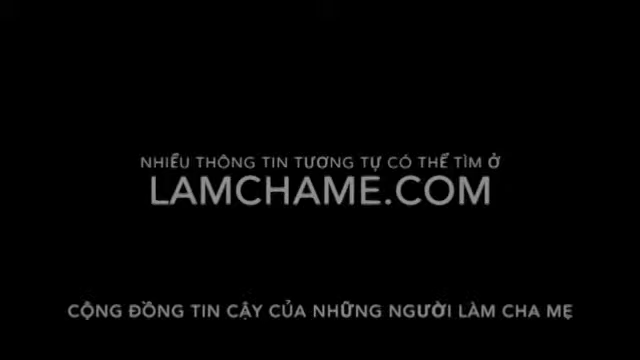 NHIỀU THÔNG TIN TƯƠNG TỰ CÓ THỂ TÌM Ở
LAMCHAME.COM
CỘNG ĐỒNG TIN CẬY CỦA NHỮNG NGƯỜI LÀM CHA MẸ